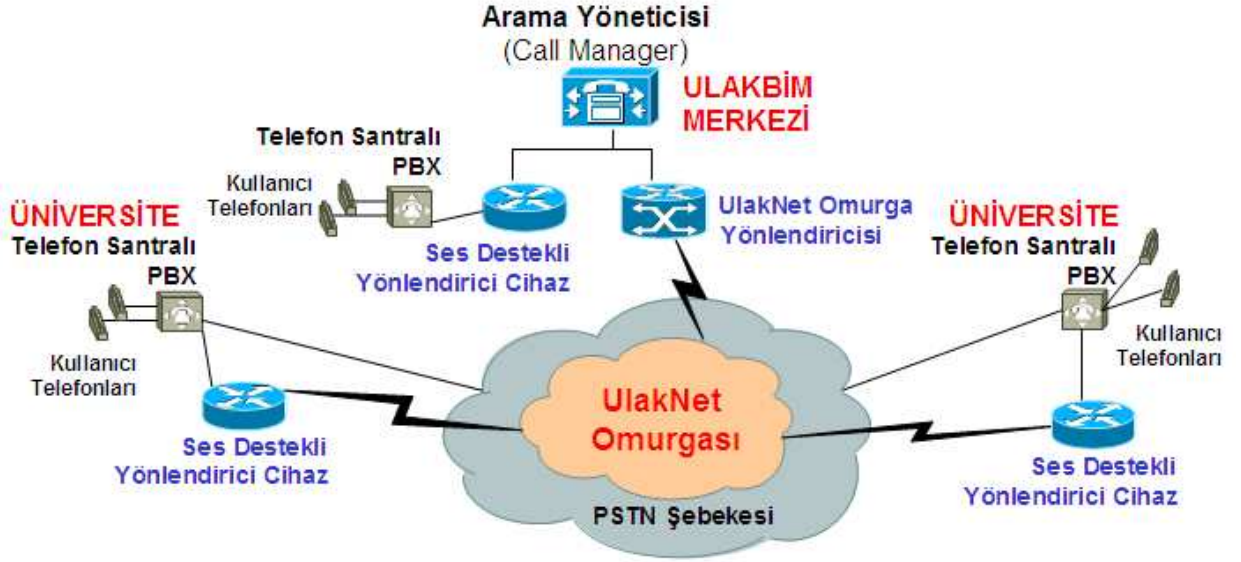 Arama Yöneticisi
(Call Manager)
ULAKBİM
MERKEZİ
Telefon Santralı
PBX
Kullanıcı
Telefonları
Ses Destekli
Yönlendirici Cihaz
UlakNet Omurga
Yönlendiricisi
ÜNİVERSİTE
Telefon Santralı
PBX
Kullanıcı
Telefonları
Ses Destekli
Yönlendirici Cihaz
ÜNİVERSİTE
Telefon Santralı
PBX
Kullanıcı
Telefonları
Ses Destekli
Yönlendirici Cihaz
UlakNet
Omurgası
PSTN Şebekesi